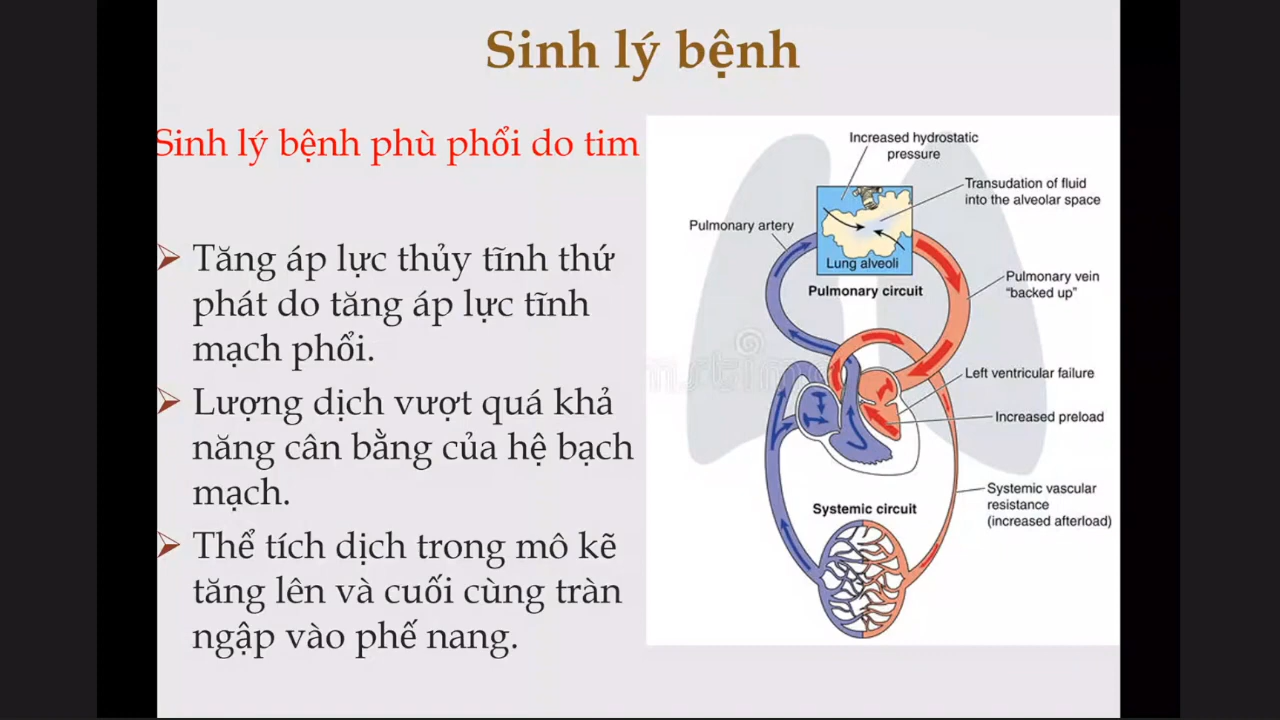 Sinh lý bệnh
Sinh lý bệnh phù phổi do tim
Tăng áp lực thủy tĩnh thứ
phát do tăng áp lực tĩnh
mạch phổi.
Lượng dịch vượt quá khả
năng cân bằng của hệ bạch
mạch.
Thể tích dịch trong mô kẽ
tăng lên và cuối cùng tràn
ngập vào phế nang.
Increased hydrostatic
pressure
Transudation of fluid
into the alveolar space
Pulmonary artery
Lung alveoli
Pulmonary circuit
Pulmonary vein
"backed up"
Left ventricular failure
Increased preload
Systemic vascular
resistance
(increased afterload)
Systemic circuit